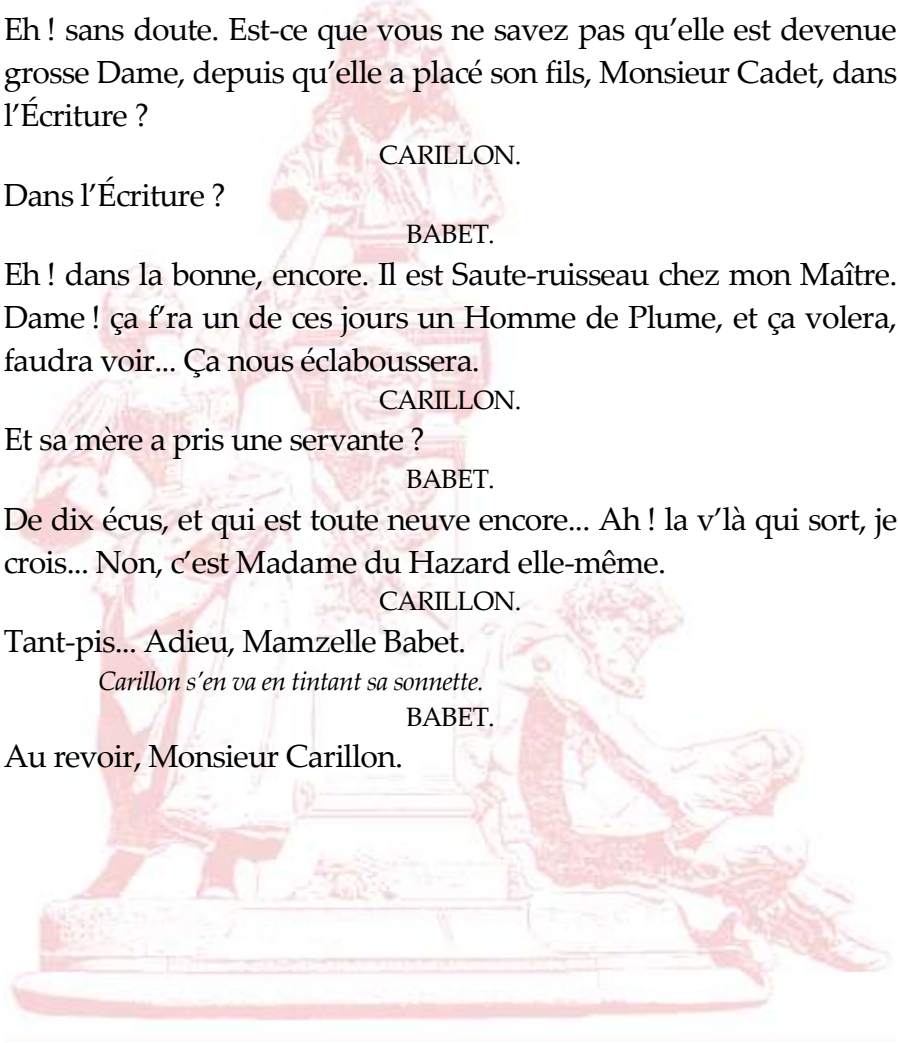 Eh ! sans doute. Est-ce que vous ne savez pas qu’elle est devenue
grosse Dame, depuis qu’elle a placé son fils, Monsieur Cadet, dans
l’Écriture ?
CARILLON.
Dans l’Écriture ?
BABET.
Eh ! dans la bonne, encore. Il est Saute-ruisseau chez mon Maître.
Dame ! ça f’ra un de ces jours un Homme de Plume, et ça volera,
faudra voir... Ça nous éclaboussera.
CARILLON.
Et sa mère a pris une servante ?
BABET.
De dix écus, et qui est toute neuve encore... Ah ! la v’là qui sort, je
crois... Non, c’est Madame du Hazard elle-même.
CARILLON.
Tant-pis... Adieu, Mamzelle Babet.
Carillon s’en va en tintant sa sonnette.
BABET.
Au revoir, Monsieur Carillon.